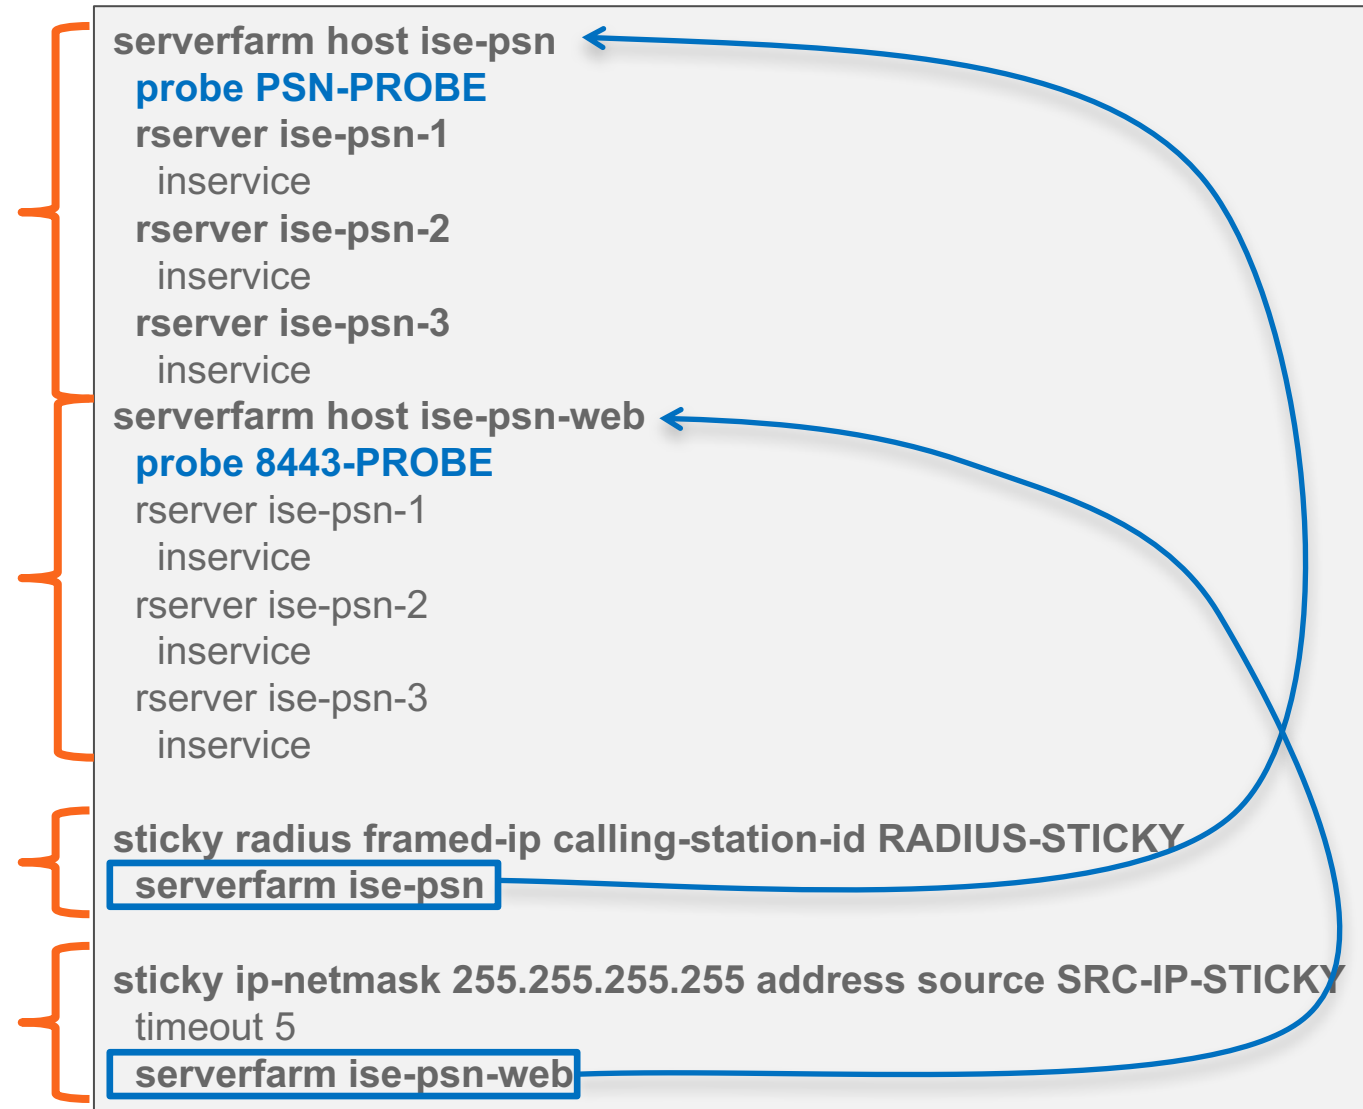 serverfarm host ise-psn
probe PSN-PROBE
rserver ise-psn-1
inservice
rserver ise-psn-2
inservice
rserver ise-psn-3
inservice
serverfarm host ise-psn-web
probe 8443-PROBE
rserver ise-psn-1
inservice
rserver ise-psn-2
inservice
rserver ise-psn-3
inservice
sticky radius framed-ip calling-station-id RADIUS-STICKY
serverfarm ise-psn
sticky ip-netmask 255.255.255.255 address source SRC-IP-STICKY
timeout 5
serverfarm ise-psn-web